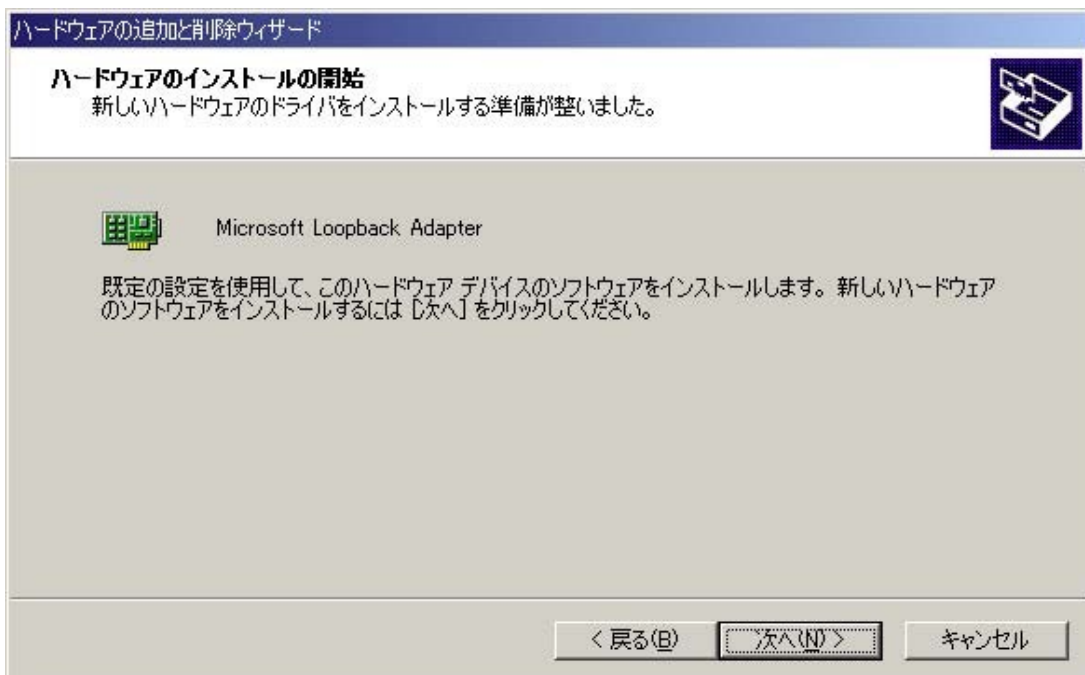 ハードウェアの追加と削除ウィザード
ハードウェアのインストールの開始
新しいハードウェアのドライバをインストールする準備が整いました。
Microsoft Loopback Adapter
既定の設定を使用して、このハードウェア デバイスのソフトウェアをインストールします。新しいハードウェア
のソフトウェアをインストールするには [次へ] をクリックしてください。
< 戻る(B)
次へ(N) >
キャンセル